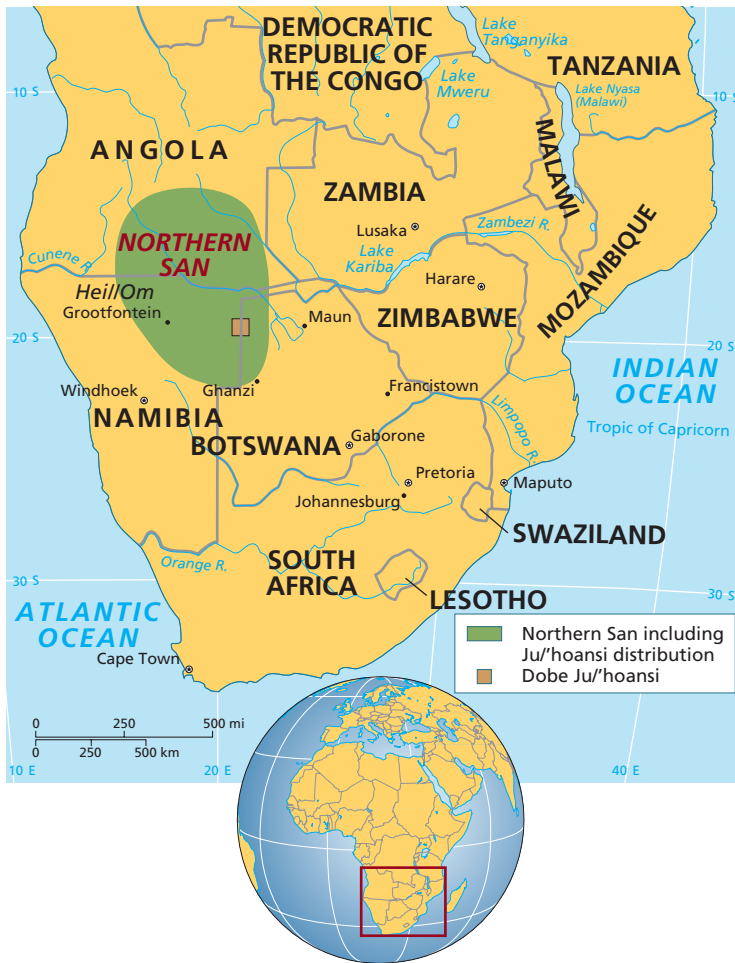 DEMOCRATIC
REPUBLIC OF
THE CONGO
Lake
Tanganyika
TANZANIA
Lake
Mweru
Lake Nyasa
(Malawi)
10 S
10 S
ANGOLA
MALAWI
ZAMBIA
Lusaka
Zambezi R.
MOZAMBIQUE
NORTHERN
SAN
Cunene R.
Lake
Kariba
Harare
Heil/Om
Grootfontein
Maun
ZIMBABWE
20 S
20 S
INDIAN
OCEAN
Windhoek
Ghanzi
Francistown
NAMIBIA
Limpopo R.
Tropic of Capricorn
BOTSWANA
Gaborone
Pretoria
Johannesburg
Maputo
SWAZILAND
Orange R.
SOUTH
AFRICA
30 S
30 S
LESOTHO
ATLANTIC
OCEAN
Cape Town
Northern San including
Ju/'hoansi distribution
Dobe Ju/'hoansi
0 250 500 mi
0 250 500 km
10 E
20 E
40 E